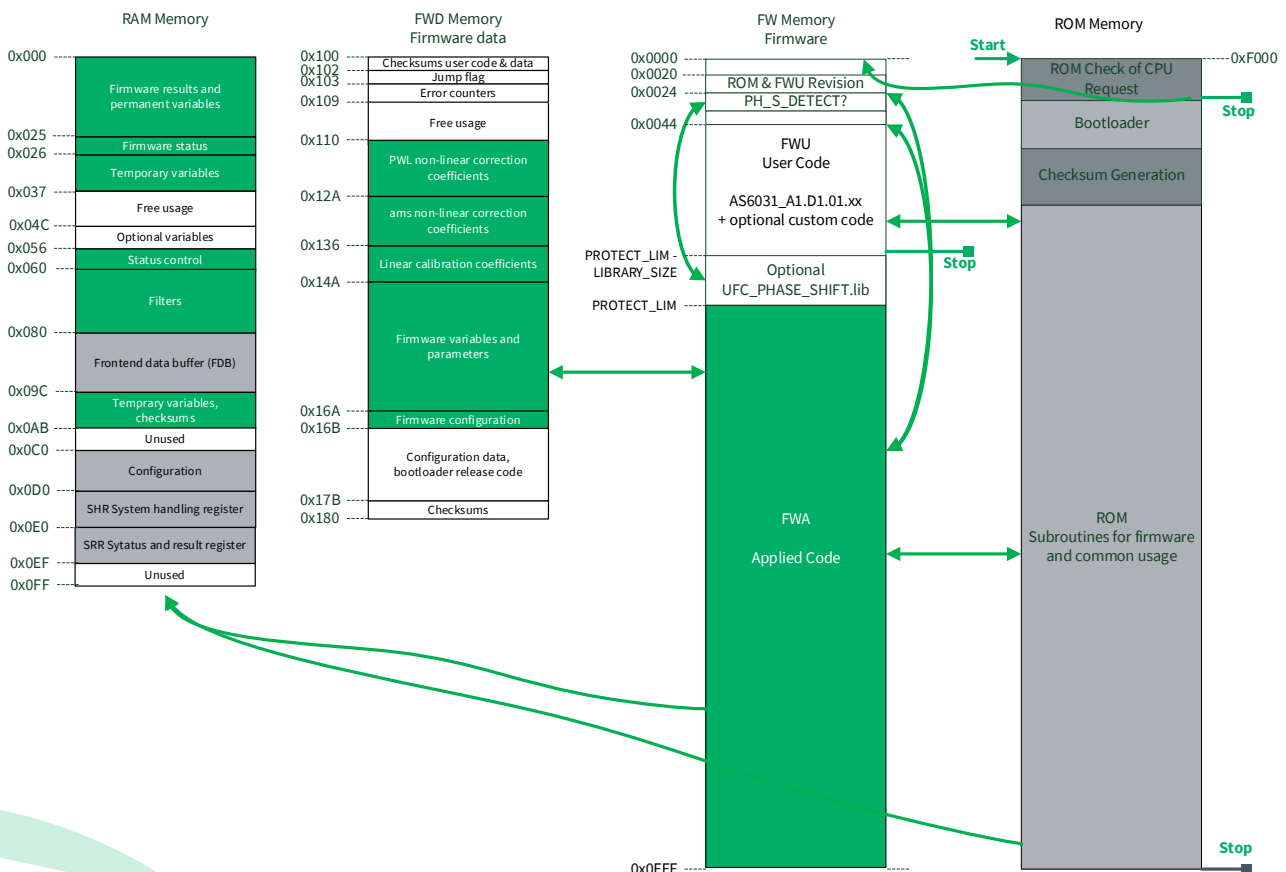 RAM Memory
0x000
Firmware results and
permanent variables
0x025
Firmware status
0x026
Temporary variables
0x037
Free usage
0x04C
Optional variables
0x056
Status control
0x060
Filters
0x080
Frontend data buffer (FDB)
0x09C
Temprary variables,
checksums
0x0AB
Unused
0x0C0
Configuration
0x0D0
SHR System handling register
0x0E0
SRR Sytatus and result register
0x0EF
Unused
0x0FF
FWD Memory
Firmware data
0x100
Checksums user code & data
0x102
Jump flag
0x103
Error counters
0x109
Free usage
0x110
PWL non-linear correction
coefficients
0x12A
ams non-linear correction
coefficients
0x136
Linear calibration coefficients
0x14A
Firmware variables and
parameters
0x16A
Firmware configuration
0x16B
Configuration data,
bootloader release code
0x17B
Checksums
0x180
FW Memory
Firmware
0x0000
0x0020
ROM & FWU Revision
0x0024
PH_S_DETECT?
0x0044
FWU
User Code
AS6031_A1.D1.01.xx
+ optional custom code
PROTECT_LIM -
LIBRARY_SIZE
Stop
Optional
UFC_PHASE_SHIFT.lib
PROTECT_LIM
FWA
Applied Code
ROM Memory
Start
0xF000
ROM Check of CPU
Request
Stop
Bootloader
Checksum Generation
ROM
Subroutines for firmware
and common usage
Stop